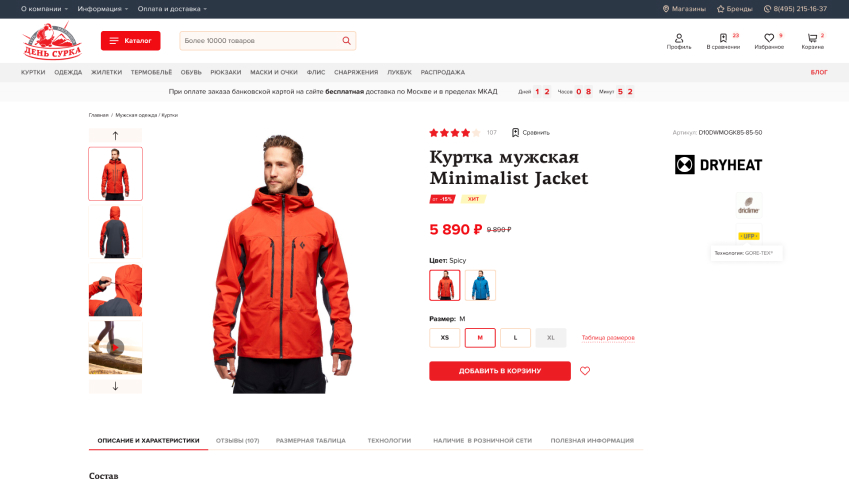 О компании
Информация
Оплата и доставка
Магазины
Бренды
8(495) 215-16-37
ДЕНЬ СУРКА
Каталог
Более 10000 товаров
Профиль
23
В сравнении
9
Избранное
2
Корзина
КУРТКИ ОДЕЖДА ЖИЛЕТКИ ТЕРМОБЕЛЬЁ ОБУВЬ РЮКЗАКИ МАСКИ И ОЧКИ ФЛИС СНАРЯЖЕНИЯ ЛУКБУК РАСПРОДАЖА БЛОГ
При оплате заказа банковской картой на сайте бесплатная доставка по Москве и в пределах МКАД Дней 1 2 Часов 0 8 Минут 5 2
Главная / Мужская одежда / Куртки
107
Сравнить
Артикул: D10DWMOGK85-85-50
Куртка мужская
Minimalist Jacket
от -15%
ХИТ
DRYHEAT
driclime
UFP
Технология: GORE-TEX®
5 890 ₽ 9 890 ₽
Цвет: Spicy
Размер: M
XS M L XL
Таблица размеров
ДОБАВИТЬ В КОРЗИНУ
ОПИСАНИЕ И ХАРАКТЕРИСТИКИ ОТЗЫВЫ (107) РАЗМЕРНАЯ ТАБЛИЦА ТЕХНОЛОГИИ НАЛИЧИЕ В РОЗНИЧНОЙ СЕТИ ПОЛЕЗНАЯ ИНФОРМАЦИЯ
Состав